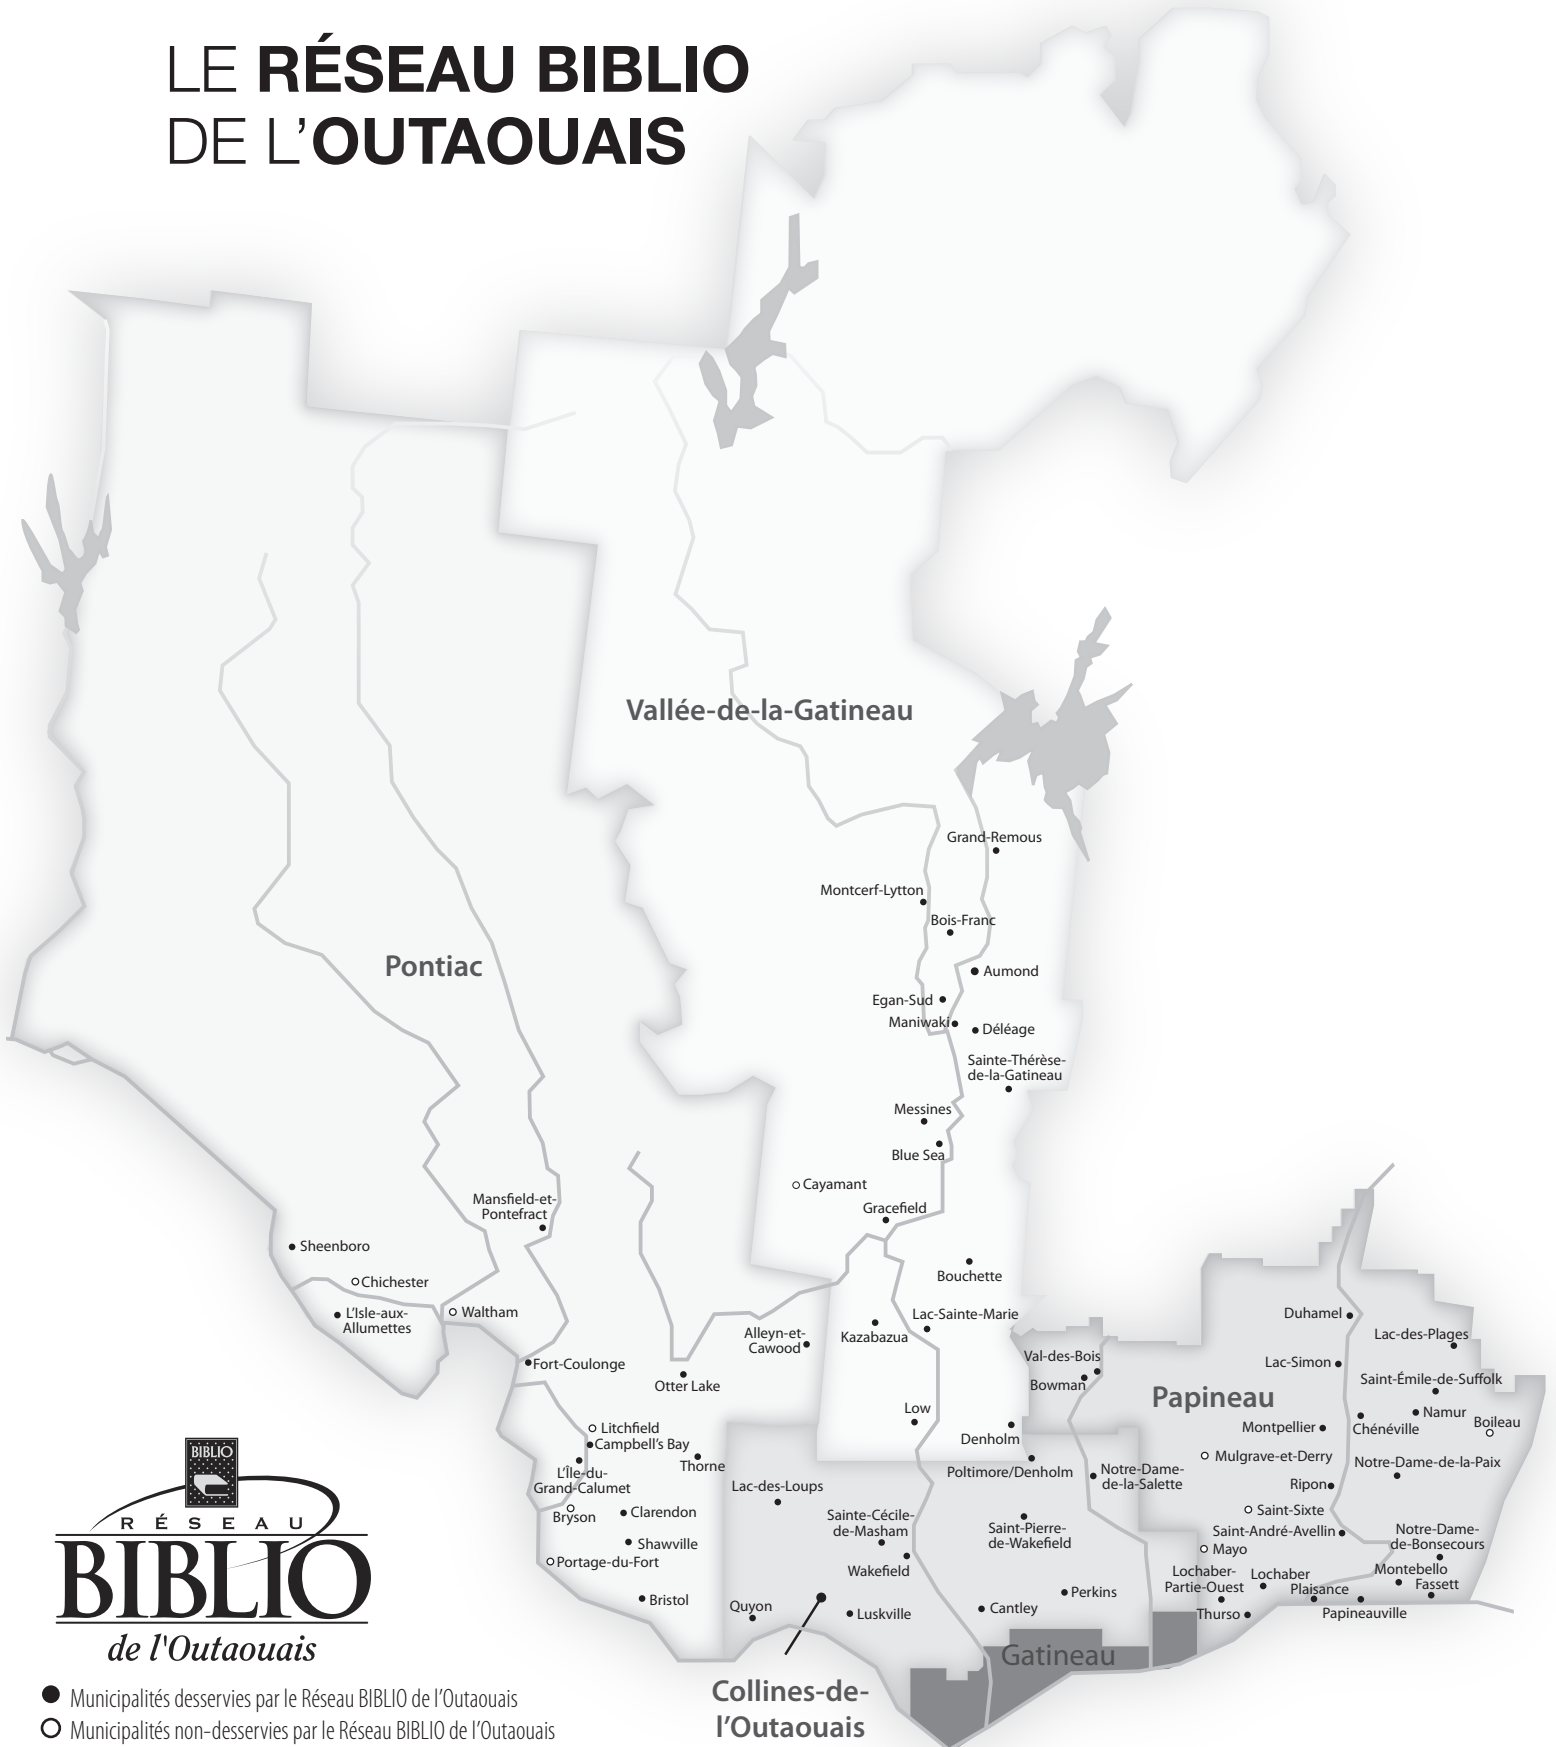 LE RÉSEAU BIBLIO
DE L'OUTAOUAIS
Vallée-de-la-Gatineau
Grand-Remous
Montcerf-Lytton
Bois-Franc
Aumond
Egan-Sud
Maniwaki
Déléage
Sainte-Thérèse-
de-la-Gatineau
Messines
Blue Sea
Cayamant
Gracefield
Bouchette
Lac-Sainte-Marie
Kazabazua
Low
Denholm
Pontiac
Mansfield-et-
Pontefract
Sheenboro
Chichester
L'Isle-aux-
Allumettes
Waltham
Fort-Coulonge
Alleyn-et-
Cawood
Otter Lake
Litchfield
Campbell's Bay
Thorne
L'Île-du-
Grand-Calumet
Bryson
Clarendon
Shawville
Portage-du-Fort
Bristol
Papineau
Duhamel
Lac-des-Plages
Val-des-Bois
Bowman
Lac-Simon
Saint-Émile-de-Suffolk
Namur
Boileau
Chénéville
Montpellier
Mulgrave-et-Derry
Notre-Dame-de-la-Paix
Notre-Dame-
de-la-Salette
Ripon
Saint-Sixte
Saint-André-Avellin
Notre-Dame-
de-Bonsecours
Mayo
Lochaber-
Partie-Ouest
Lochaber
Montebello
Fassett
Plaisance
Thurso
Papineauville
Poltimore/Denholm
Lac-des-Loups
Sainte-Cécile-
de-Masham
Saint-Pierre-
de-Wakefield
Wakefield
Perkins
Quyon
Luskville
Cantley
Gatineau
Collines-de-
l'Outaouais
BIBLIO
RÉSEAU
BIBLIO
de l'Outaouais
Municipalités desservies par le Réseau BIBLIO de l'Outaouais
Municipalités non-desservies par le Réseau BIBLIO de l'Outaouais